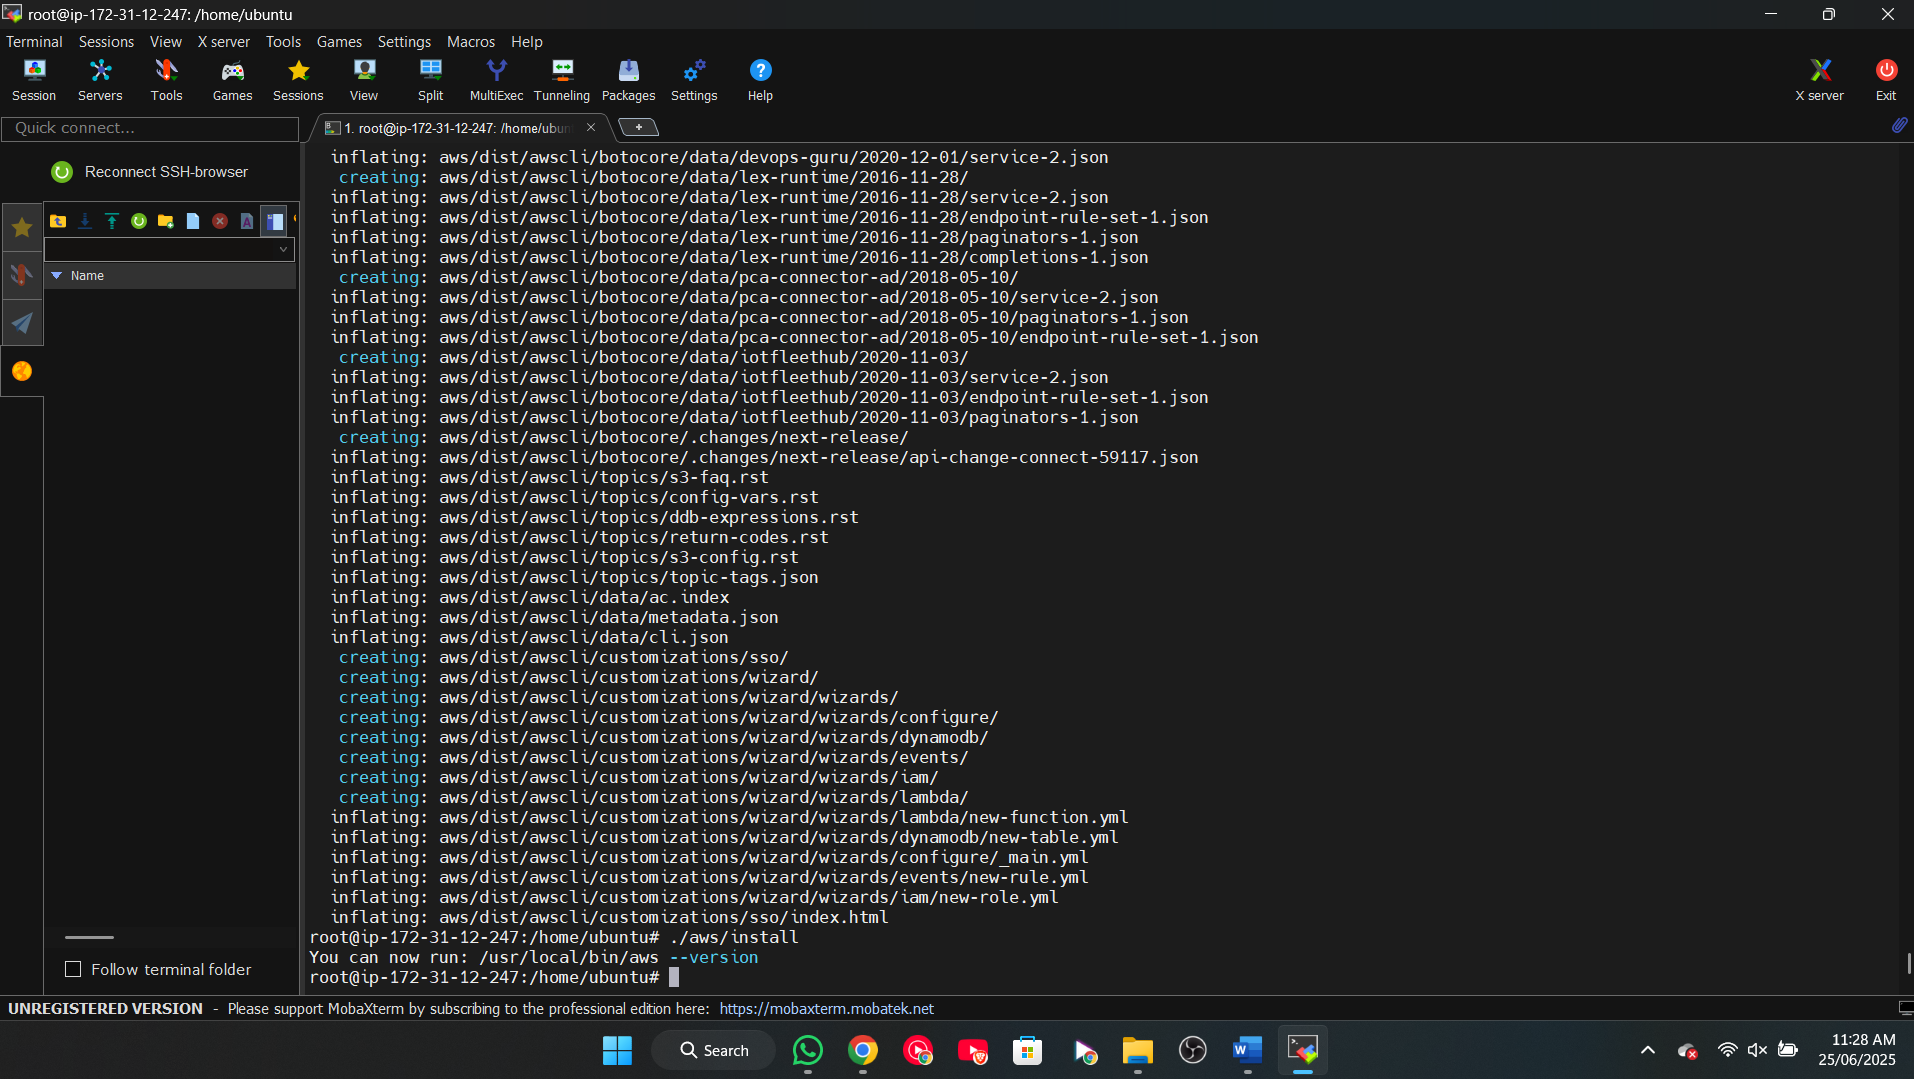 root@ip-172-31-12-247: /home/ubuntu
Terminal Sessions View X server Tools Games Settings Macros Help
Session Servers Tools Games Sessions View Split MultiExec Tunneling Packages Settings Help X server Exit
Quick connect...
1. root@ip-172-31-12-247: /home/ubun
Reconnect SSH-browser
Name
inflating: aws/dist/awscli/botocore/data/devops-guru/2020-12-01/service-2.json
creating: aws/dist/awscli/botocore/data/lex-runtime/2016-11-28/
inflating: aws/dist/awscli/botocore/data/lex-runtime/2016-11-28/service-2.json
inflating: aws/dist/awscli/botocore/data/lex-runtime/2016-11-28/endpoint-rule-set-1.json
inflating: aws/dist/awscli/botocore/data/lex-runtime/2016-11-28/paginators-1.json
inflating: aws/dist/awscli/botocore/data/lex-runtime/2016-11-28/completions-1.json
creating: aws/dist/awscli/botocore/data/pca-connector-ad/2018-05-10/
inflating: aws/dist/awscli/botocore/data/pca-connector-ad/2018-05-10/service-2.json
inflating: aws/dist/awscli/botocore/data/pca-connector-ad/2018-05-10/paginators-1.json
inflating: aws/dist/awscli/botocore/data/pca-connector-ad/2018-05-10/endpoint-rule-set-1.json
creating: aws/dist/awscli/botocore/data/iotfleethub/2020-11-03/
inflating: aws/dist/awscli/botocore/data/iotfleethub/2020-11-03/service-2.json
inflating: aws/dist/awscli/botocore/data/iotfleethub/2020-11-03/endpoint-rule-set-1.json
inflating: aws/dist/awscli/botocore/data/iotfleethub/2020-11-03/paginators-1.json
creating: aws/dist/awscli/botocore/.changes/next-release/
inflating: aws/dist/awscli/botocore/.changes/next-release/api-change-connect-59117.json
inflating: aws/dist/awscli/topics/s3-faq.rst
inflating: aws/dist/awscli/topics/config-vars.rst
inflating: aws/dist/awscli/topics/ddb-expressions.rst
inflating: aws/dist/awscli/topics/return-codes.rst
inflating: aws/dist/awscli/topics/s3-config.rst
inflating: aws/dist/awscli/topics/topic-tags.json
inflating: aws/dist/awscli/data/ac.index
inflating: aws/dist/awscli/data/metadata.json
inflating: aws/dist/awscli/data/cli.json
creating: aws/dist/awscli/customizations/sso/
creating: aws/dist/awscli/customizations/wizard/
creating: aws/dist/awscli/customizations/wizard/wizards/
creating: aws/dist/awscli/customizations/wizard/wizards/configure/
creating: aws/dist/awscli/customizations/wizard/wizards/dynamodb/
creating: aws/dist/awscli/customizations/wizard/wizards/events/
creating: aws/dist/awscli/customizations/wizard/wizards/iam/
creating: aws/dist/awscli/customizations/wizard/wizards/lambda/
inflating: aws/dist/awscli/customizations/wizard/wizards/lambda/new-function.yml
inflating: aws/dist/awscli/customizations/wizard/wizards/dynamodb/new-table.yml
inflating: aws/dist/awscli/customizations/wizard/wizards/configure/_main.yml
inflating: aws/dist/awscli/customizations/wizard/wizards/events/new-rule.yml
inflating: aws/dist/awscli/customizations/wizard/wizards/iam/new-role.yml
inflating: aws/dist/awscli/customizations/sso/index.html
root@ip-172-31-12-247:/home/ubuntu# ./aws/install
You can now run: /usr/local/bin/aws --version
root@ip-172-31-12-247:/home/ubuntu#
Follow terminal folder
UNREGISTERED VERSION - Please support MobaXterm by subscribing to the professional edition here: https://mobaxterm.mobatek.net
Search
11:28 AM
25/06/2025